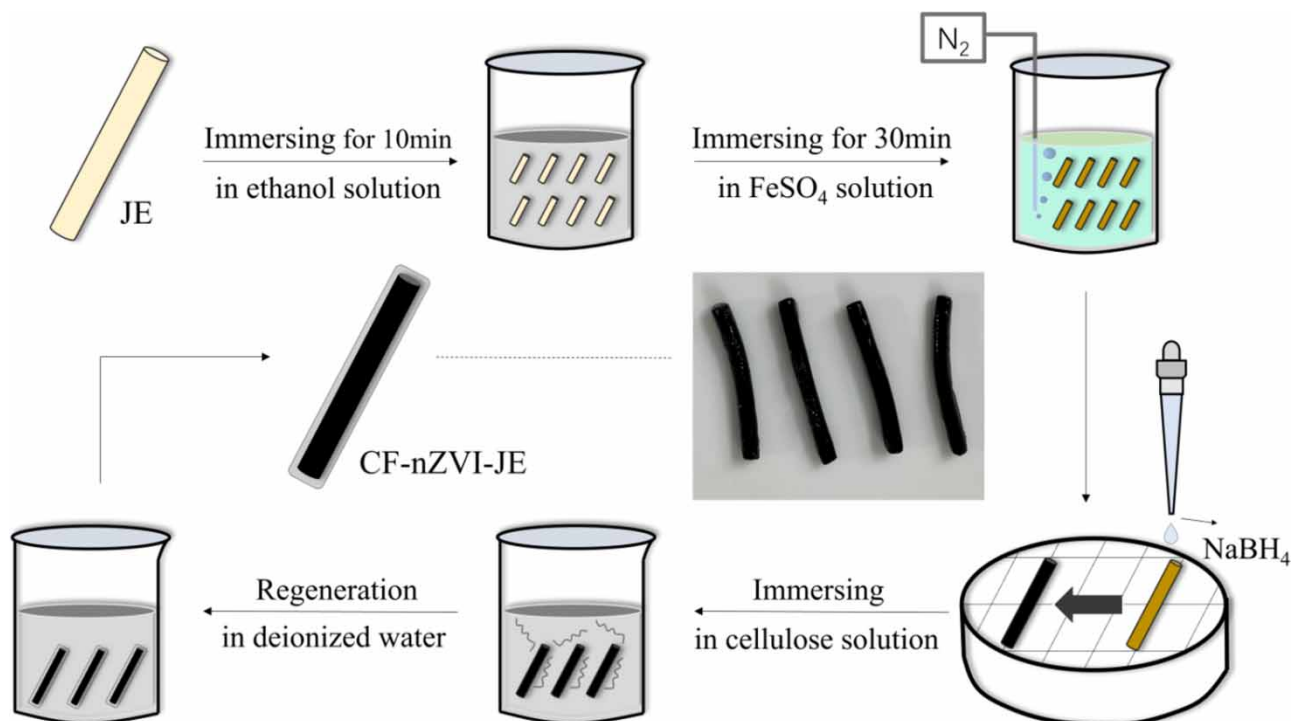 N₂
Immersing for 10min
in ethanol solution
Immersing for 30min
in FeSO₄ solution
JE
CF-nZVI-JE
NaBH₄
Regeneration
in deionized water
Immersing
in cellulose solution